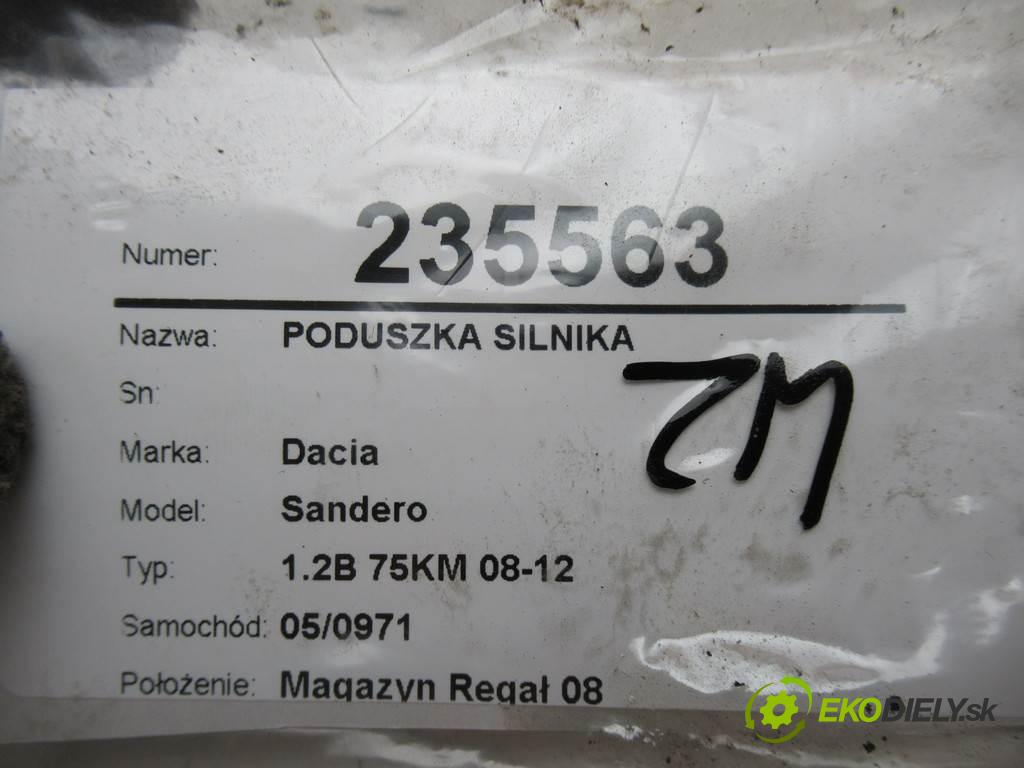 Numer: 235563
Nazwa: PODUSZKA SILNIKA
Sn:
ZM
Marka: Dacia
Model: Sandero
Typ: 1.2B 75KM 08-12
Samochód: 05/0971
Położenie: Magazyn Regał 08
EKODIELY.sk